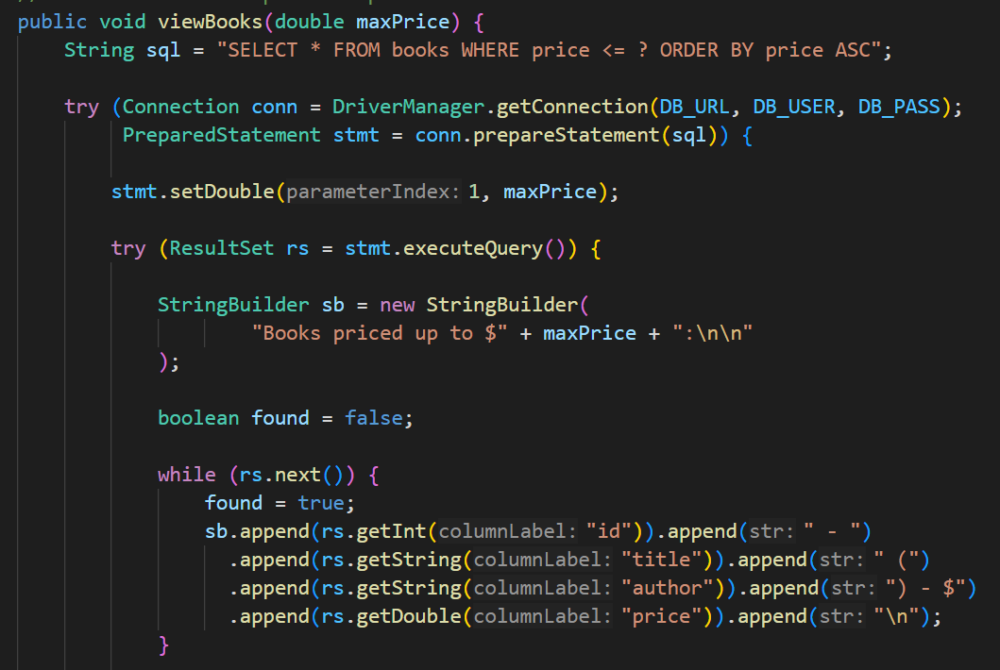 public void viewBooks(double maxPrice) {
String sql = "SELECT * FROM books WHERE price <= ? ORDER BY price ASC";
try (Connection conn = DriverManager.getConnection(DB_URL, DB_USER, DB_PASS);
PreparedStatement stmt = conn.prepareStatement(sql)) {
stmt.setDouble(parameterIndex: 1, maxPrice);
try (ResultSet rs = stmt.executeQuery()) {
StringBuilder sb = new StringBuilder(
"Books priced up to $" + maxPrice + ":\n\n"
);
boolean found = false;
while (rs.next()) {
found = true;
sb.append(rs.getInt(columnLabel: "id")).append(str: " - ")
.append(rs.getString(columnLabel: "title")).append(str: " (")
.append(rs.getString(columnLabel: "author")).append(str: ") - $")
.append(rs.getDouble(columnLabel: "price")).append(str: "\n");
}